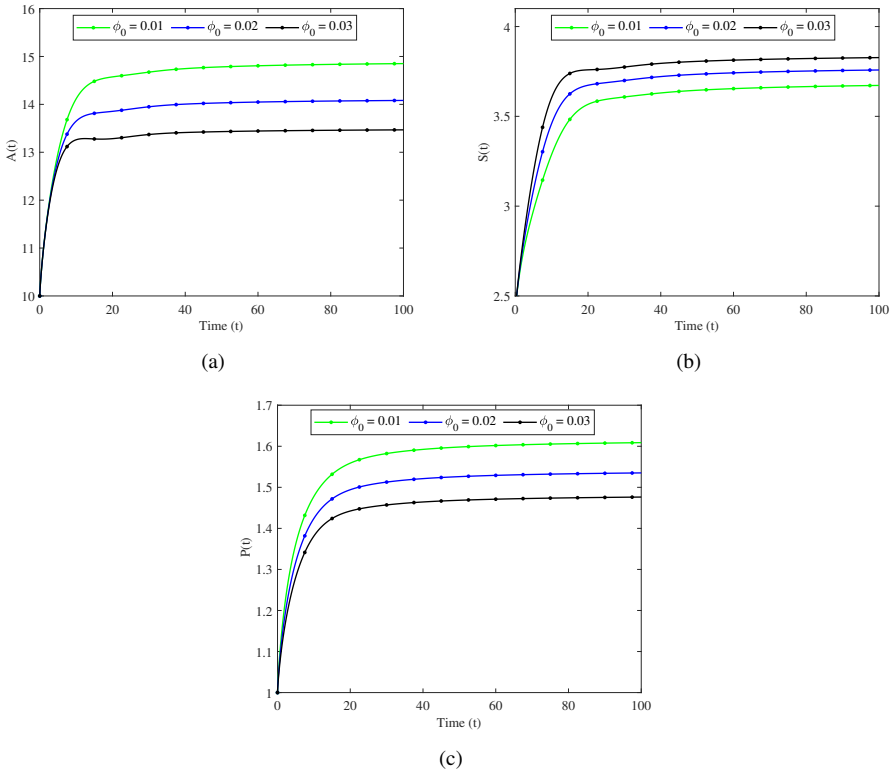 ϕ₀ = 0.01 ϕ₀ = 0.02 ϕ₀ = 0.03
16
15
14
13
12
11
10
A(t)
0 20 40 60 80 100
Time (t)
(a)
ϕ₀ = 0.01 ϕ₀ = 0.02 ϕ₀ = 0.03
4
3.5
3
2.5
S(t)
0 20 40 60 80 100
Time (t)
(b)
ϕ₀ = 0.01 ϕ₀ = 0.02 ϕ₀ = 0.03
1.7
1.6
1.5
1.4
1.3
1.2
1.1
1
P(t)
0 20 40 60 80 100
Time (t)
(c)